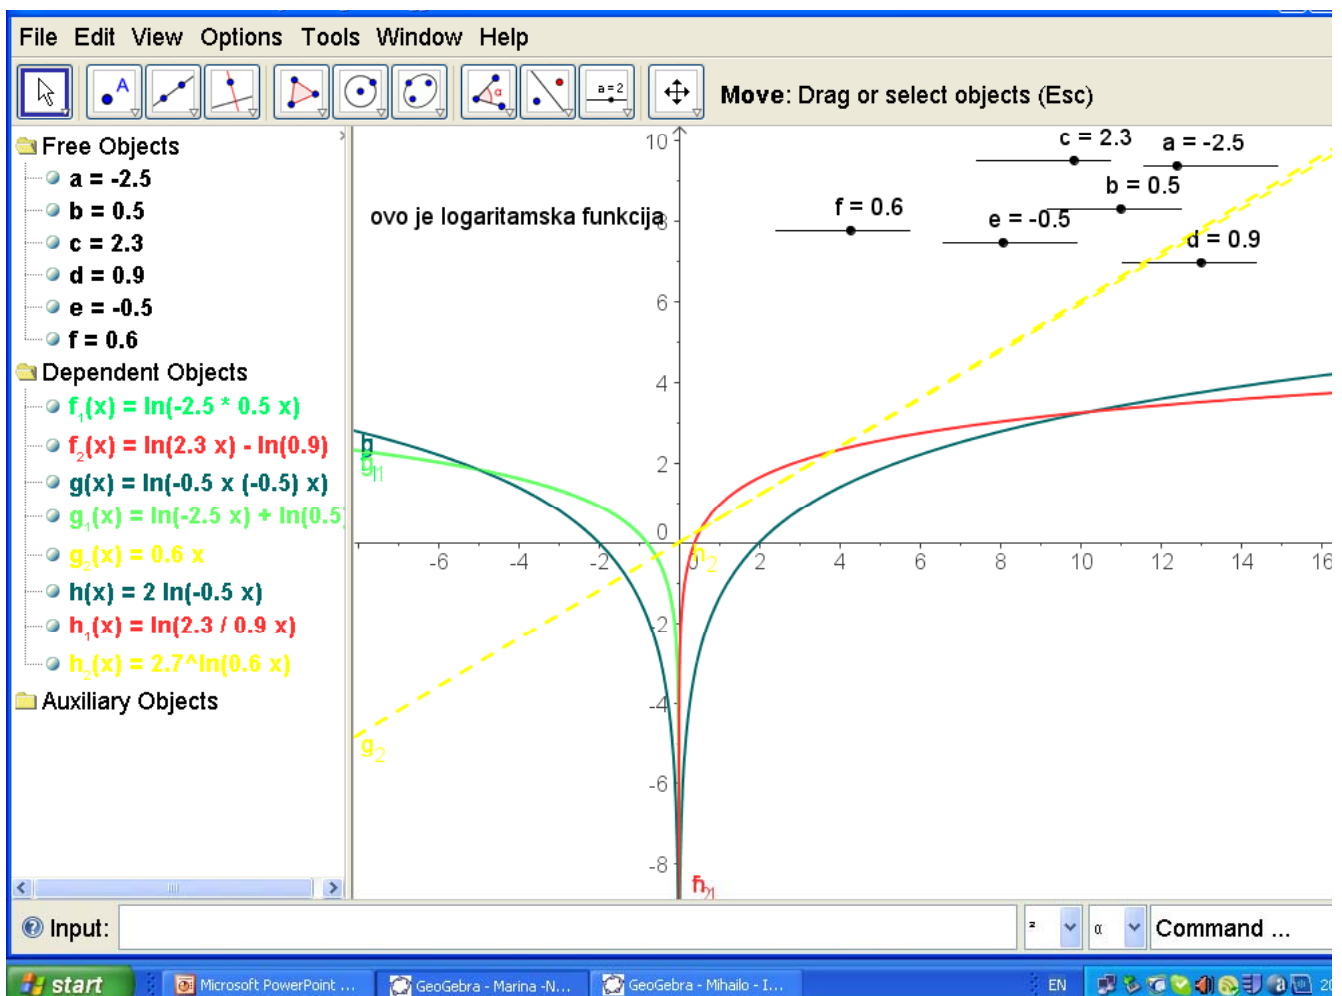 File Edit View Options Tools Window Help
A
α
a = 2
Move: Drag or select objects (Esc)
Free Objects
a = -2.5
b = 0.5
c = 2.3
d = 0.9
e = -0.5
f = 0.6
Dependent Objects
f₁(x) = ln(-2.5 * 0.5 x)
f₂(x) = ln(2.3 x) - ln(0.9)
g(x) = ln(-0.5 x (-0.5) x)
g₁(x) = ln(-2.5 x) + ln(0.5)
g₂(x) = 0.6 x
h(x) = 2 ln(-0.5 x)
h₁(x) = ln(2.3 / 0.9 x)
h₂(x) = 2.7^ln(0.6 x)
Auxiliary Objects
ovo je logaritamska funkcija
c = 2.3
a = -2.5
b = 0.5
f = 0.6
e = -0.5
d = 0.9
10
8
6
4
2
0
-2
-4
-6
-8
-6 -4 -2 0 2 4 6 8 10 12 14 16
h₂
g₂
Input:
² α Command ...
start Microsoft PowerPoint ... GeoGebra - Marina -N... GeoGebra - Mihailo - I... EN 20